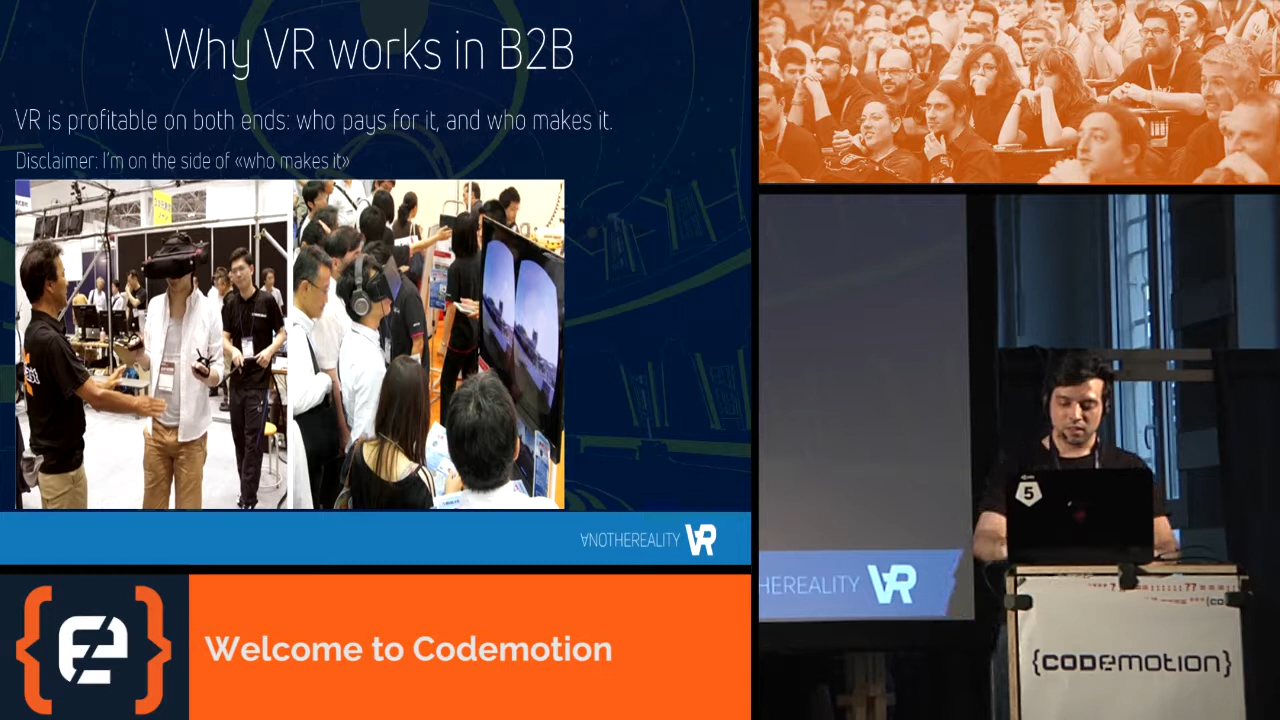 Why VR works in B2B
VR is profitable on both ends: who pays for it, and who makes it.
Disclaimer: I'm on the side of «who makes it»
∀NOTHEREALITY VR
Welcome to Codemotion
HEREALITY VR
5
{CODEMOTION}